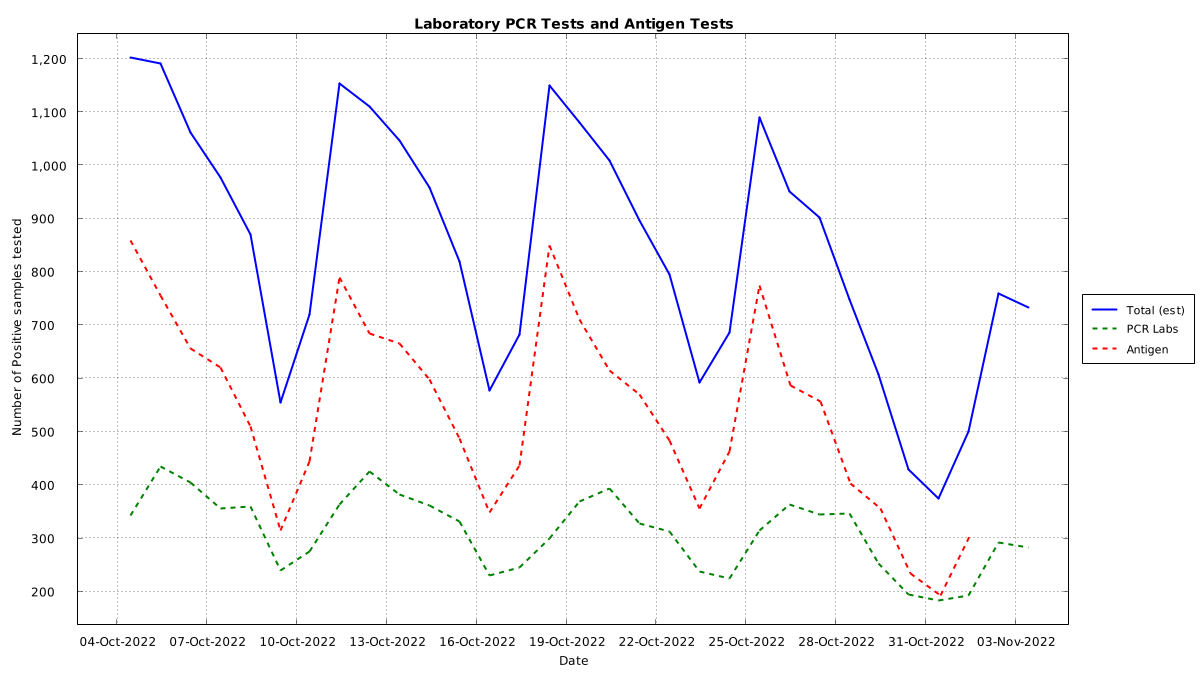 Laboratory PCR Tests and Antigen Tests
Number of Positive samples tested
1,200
1,100
1,000
900
800
700
600
500
400
300
200
04-Oct-2022 07-Oct-2022 10-Oct-2022 13-Oct-2022 16-Oct-2022 19-Oct-2022 22-Oct-2022 25-Oct-2022 28-Oct-2022 31-Oct-2022 03-Nov-2022
Date
Total (est)
PCR Labs
Antigen